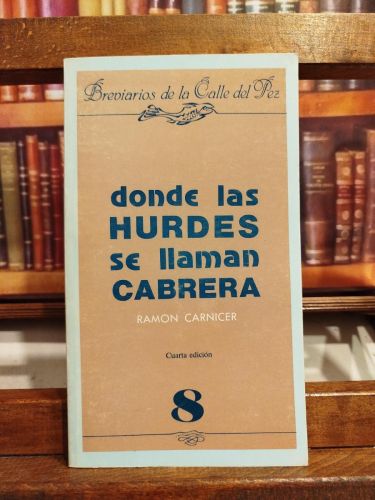 Breviarios de la Calle del Pez
donde las
HURDES
se llaman
CABRERA
RAMON CARNICER
Cuarta edición
8